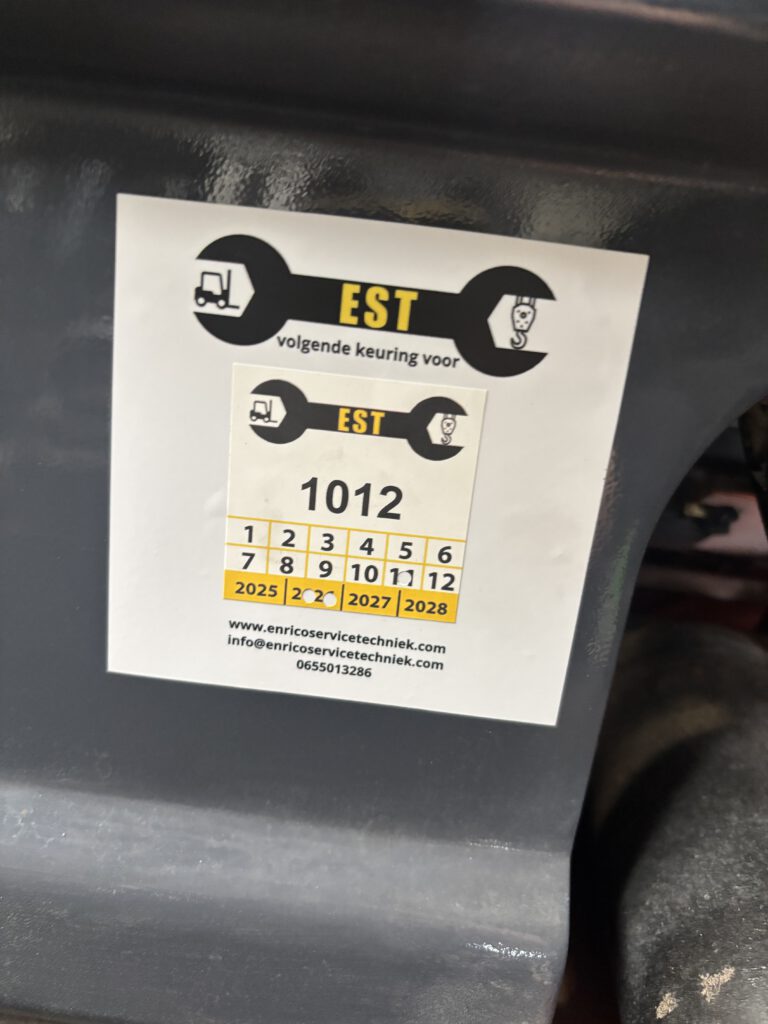 EST
volgende keuring voor
EST
1012
1 2 3 4 5 6
7 8 9 10 11 12
2025 2026 2027 2028
www.enricoservicetechniek.com
info@enricoservicetechniek.com
0655013286